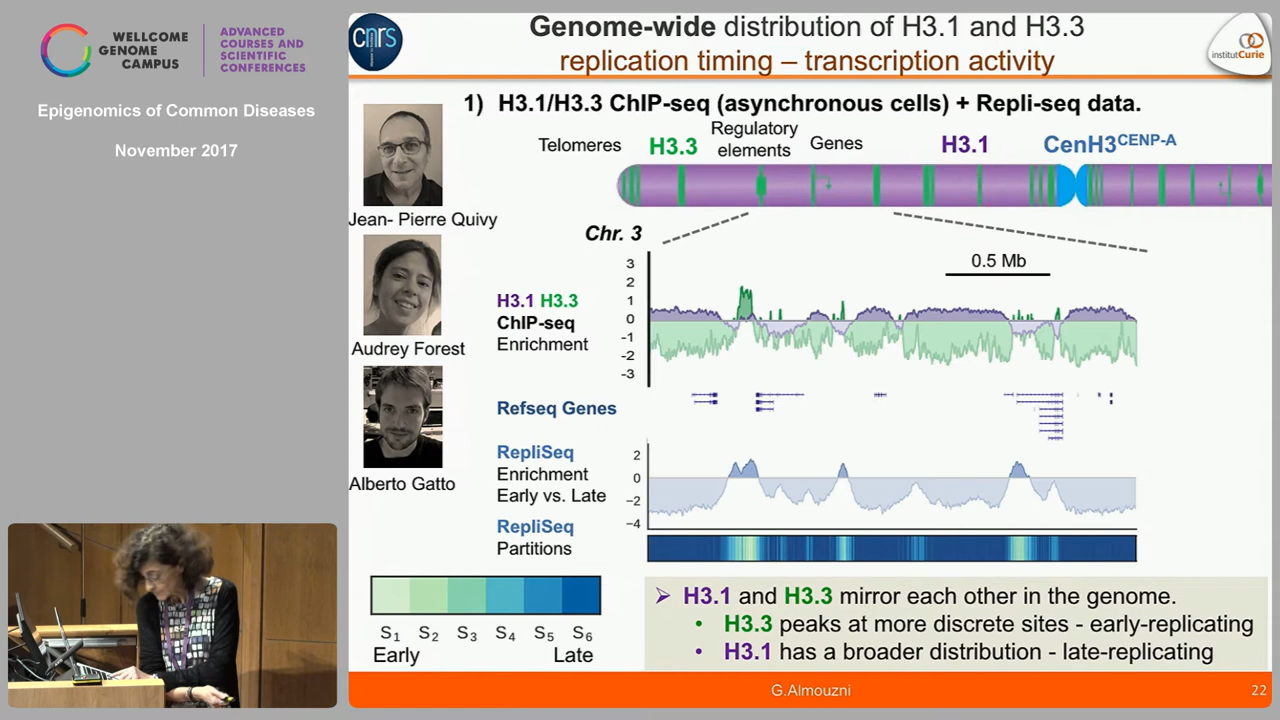 WELLCOME
GENOME
CAMPUS
ADVANCED
COURSES AND
SCIENTIFIC
CONFERENCES
Epigenomics of Common Diseases
November 2017
cnrs
Genome-wide distribution of H3.1 and H3.3
replication timing – transcription activity
institutCurie
1) H3.1/H3.3 ChIP-seq (asynchronous cells) + Repli-seq data.
Telomeres H3.3 Regulatory elements Genes H3.1 CenH3CENP-A
Jean- Pierre Quivy
Audrey Forest
Alberto Gatto
Chr. 3
0.5 Mb
3
2
1
0
-1
-2
-3
H3.1 H3.3
ChIP-seq
Enrichment
Refseq Genes
RepliSeq
Enrichment
Early vs. Late
2
0
−2
−4
RepliSeq
Partitions
S1 S2 S3 S4 S5 S6
Early Late
➢ H3.1 and H3.3 mirror each other in the genome.
• H3.3 peaks at more discrete sites - early-replicating
• H3.1 has a broader distribution - late-replicating
G.Almouzni
22